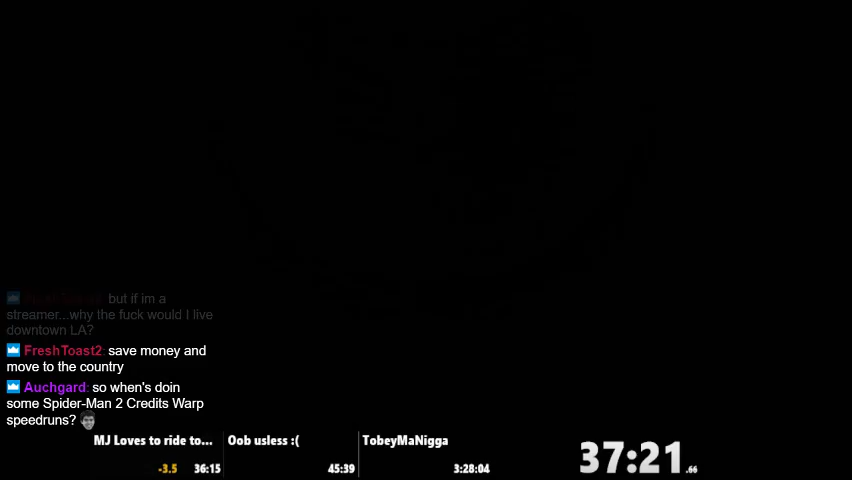 but if im a
streamer...why the fuck would I live
downtown LA?
FreshToast2: save money and
move to the country
Auchgard: so when's doin
some Spider-Man 2 Credits Warp
speedruns?
MJ Loves to ride to... Oob usless :( TobeyMaNigga
-3.5 36:15 45:39 3:28:04
37:21.66